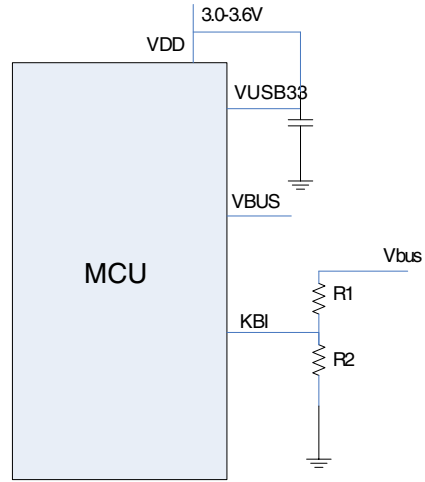 3.0-3.6V
VDD
VUSB33
VBUS
MCU
Vbus
R1
KBI
R2